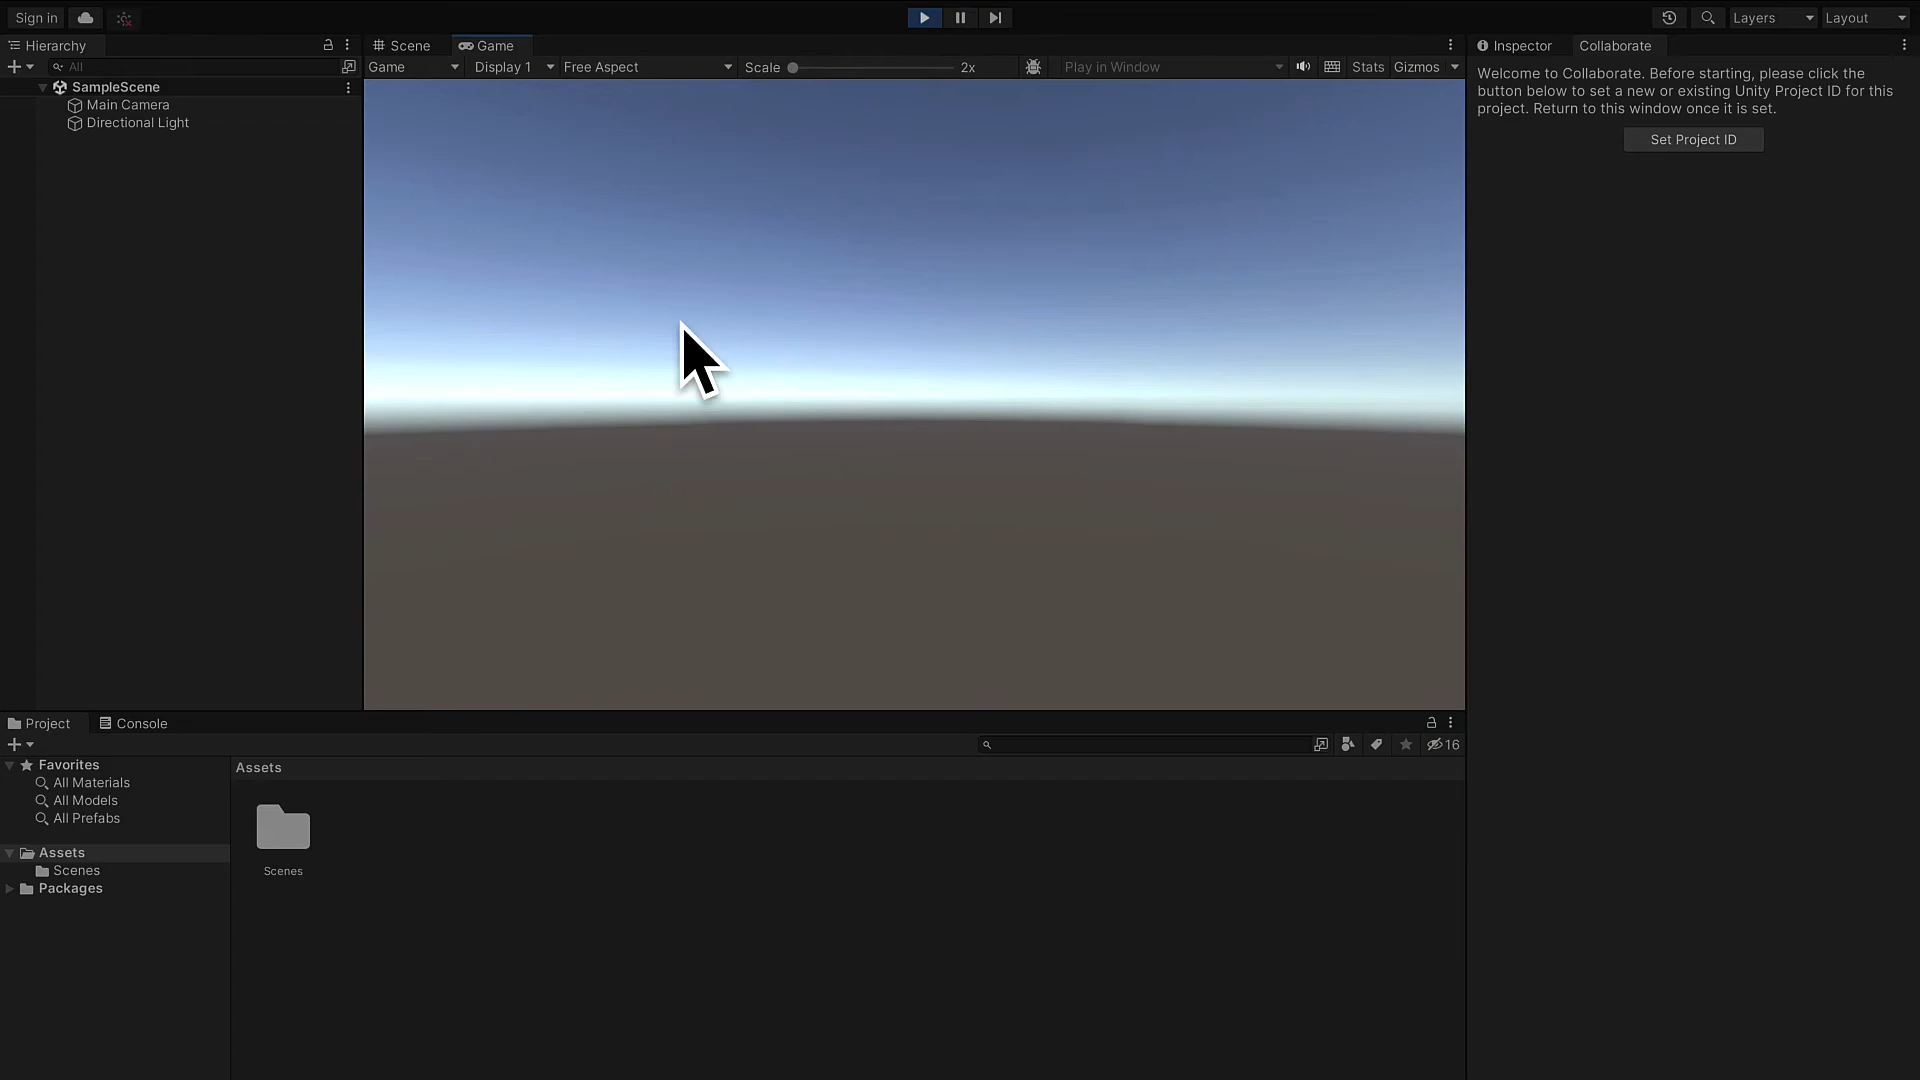 Sign in
Layers
Layout
Hierarchy
All
SampleScene
Main Camera
Directional Light
Scene
Game
Game
Display 1
Free Aspect
Scale
2x
Play in Window
Stats
Gizmos
Inspector
Collaborate
Welcome to Collaborate. Before starting, please click the
button below to set a new or existing Unity Project ID for this
project. Return to this window once it is set.
Set Project ID
Project
Console
16
Favorites
All Materials
All Models
All Prefabs
Assets
Scenes
Packages
Assets
Scenes